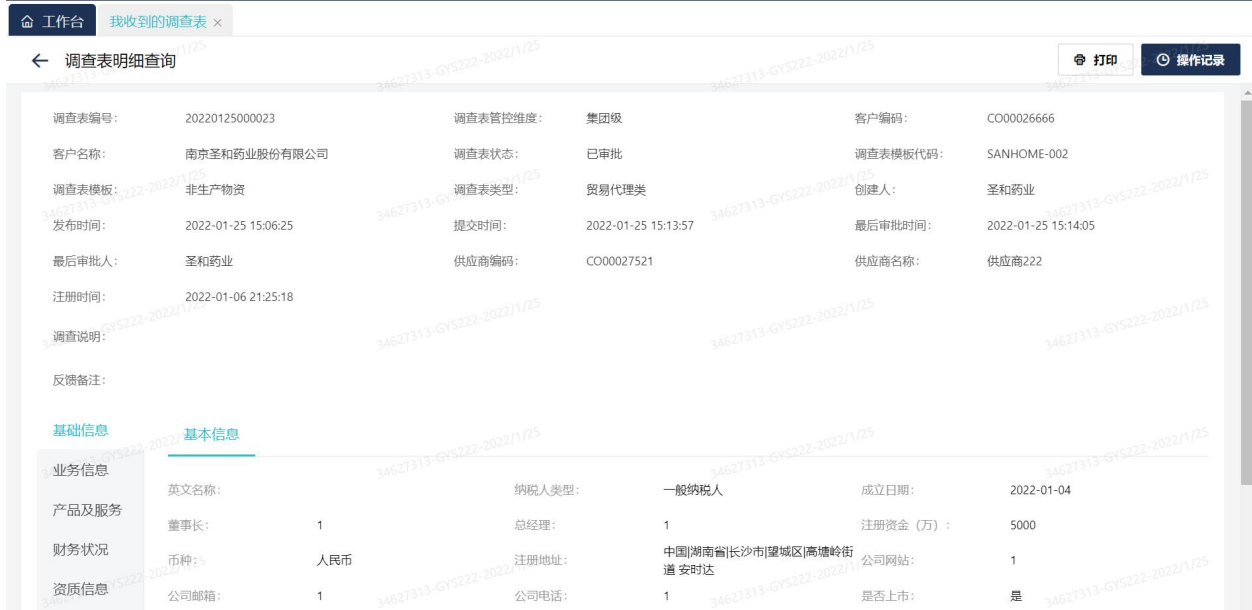 工作台 我收到的调查表 ×
← 调查表明细查询 打印 操作记录
调查表编号: 20220125000023 调查表管控维度: 集团级 客户编码: CO00026666
客户名称: 南京圣和药业股份有限公司 调查表状态: 已审批 调查表模板代码: SANHOME-002
调查表模板: 非生产物资 调查表类型: 贸易代理类 创建人: 圣和药业
发布时间: 2022-01-25 15:06:25 提交时间: 2022-01-25 15:13:57 最后审批时间: 2022-01-25 15:14:05
最后审批人: 圣和药业 供应商编码: CO00027521 供应商名称: 供应商222
注册时间: 2022-01-06 21:25:18
调查说明:
反馈备注:
基础信息 基本信息
业务信息
英文名称: 纳税人类型: 一般纳税人 成立日期: 2022-01-04
产品及服务
董事长: 1 总经理: 1 注册资金（万）: 5000
财务状况
币种: 人民币 注册地址: 中国|湖南省|长沙市|望城区|高塘岭街
道 安时达 公司网站: 1
资质信息
公司邮箱: 1 公司电话: 1 是否上市: 是
34627313-GYS222-2022/1/25